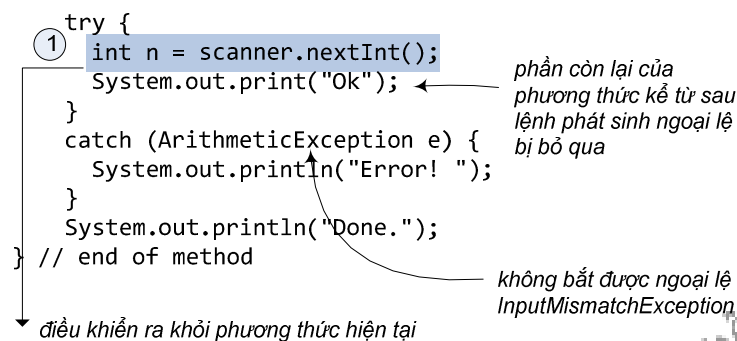 try {
1
int n = scanner.nextInt();
System.out.print("Ok");
}
catch (ArithmeticException e) {
System.out.println("Error! ");
}
System.out.println("Done.");
} // end of method
phần còn lại của
phương thức kể từ sau
lệnh phát sinh ngoại lệ
bị bỏ qua
không bắt được ngoại lệ
InputMismatchException
điều khiển ra khỏi phương thức hiện tại